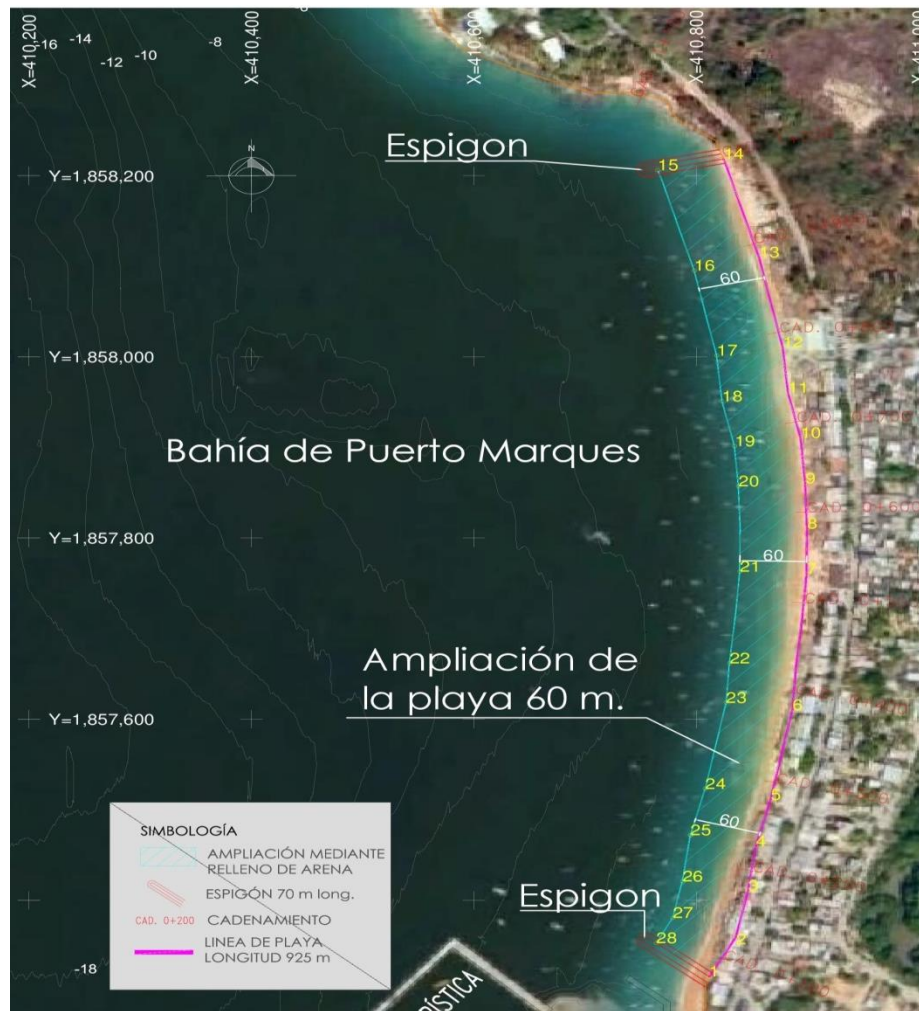 X=410,200
X=410,400
X=410,600
X=410,800
-16
-14
-12
-10
-8
Espigon
15
14
Y=1,858,200
16
13
60
Y=1,858,000
17
12
18
11
19
10
Bahía de Puerto Marques
20
9
Y=1,857,800
8
21
60
7
22
Ampliación de
la playa 60 m.
23
6
Y=1,857,600
24
5
25
60
4
26
3
27
Espigon
28
2
1
-18
SIMBOLOGÍA
AMPLIACIÓN MEDIANTE
RELLENO DE ARENA
ESPIGÓN 70 m long.
CAD. 0+200
CADENAMIENTO
LINEA DE PLAYA
LONGITUD 925 m